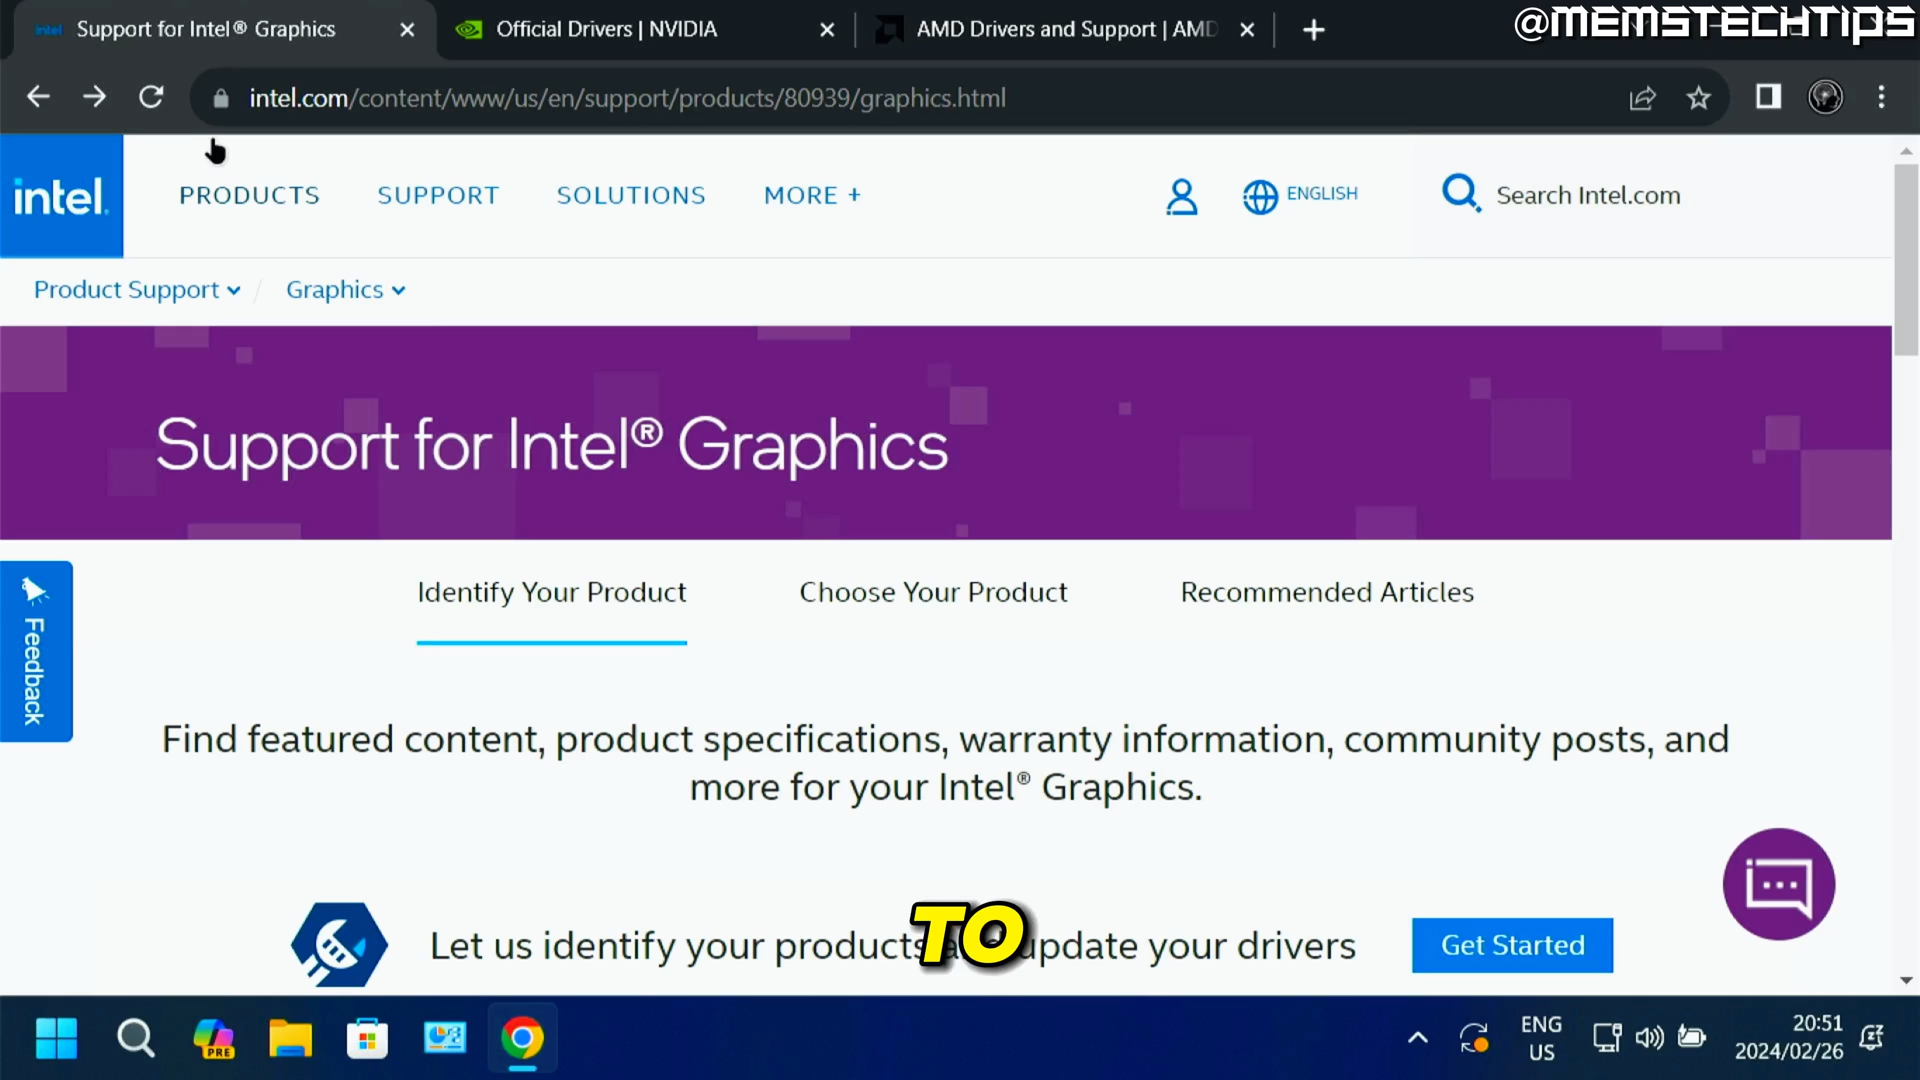 Support for Intel® Graphics
Official Drivers | NVIDIA
AMD Drivers and Support | AMD
@MEMSTECHTIPS
intel.com/content/www/us/en/support/products/80939/graphics.html
intel.
PRODUCTS
SUPPORT
SOLUTIONS
MORE +
ENGLISH
Search Intel.com
Product Support
/
Graphics
Support for Intel® Graphics
Feedback
Identify Your Product
Choose Your Product
Recommended Articles
Find featured content, product specifications, warranty information, community posts, and
more for your Intel® Graphics.
Let us identify your products update your drivers
TO
Get Started
PRE
ENG
US
20:51
2024/02/26